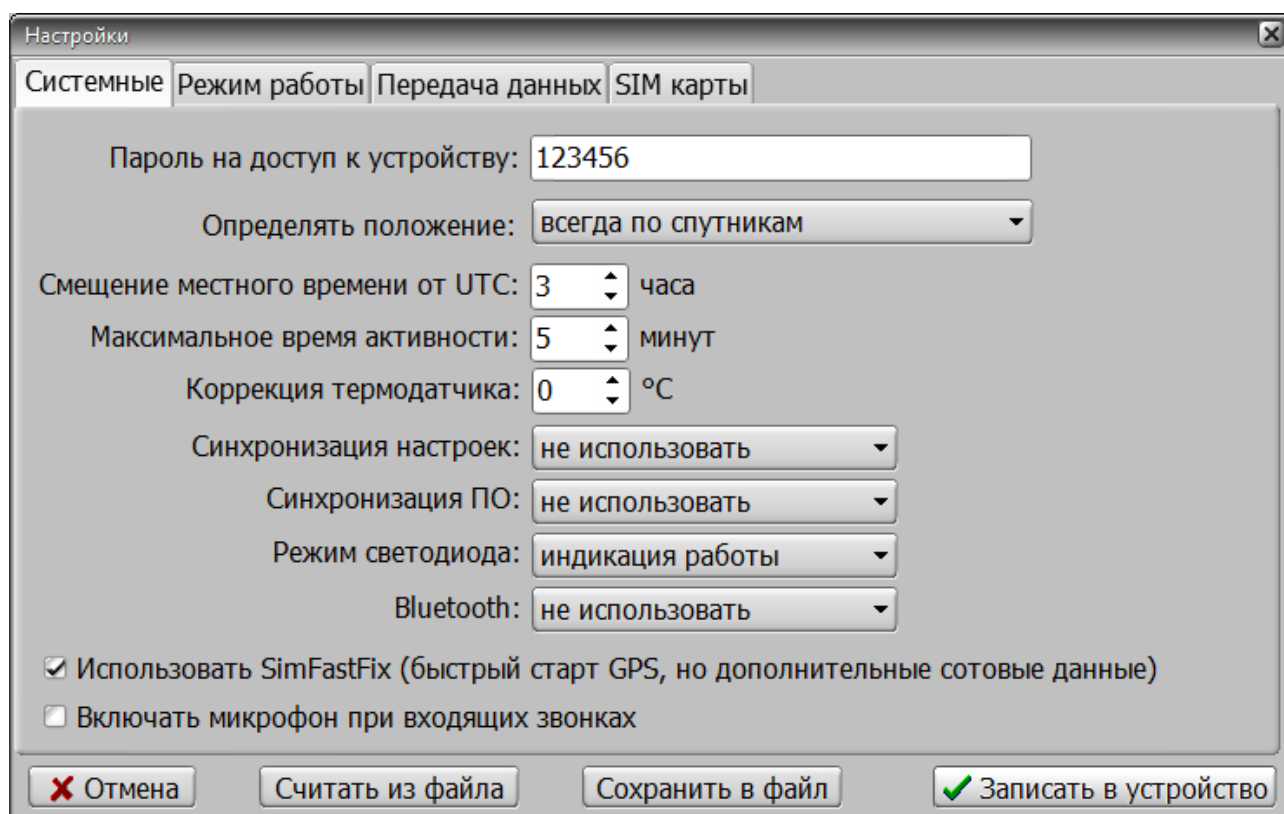 Настройки
Системные Режим работы Передача данных SIM карты
Пароль на доступ к устройству: 123456
Определять положение: всегда по спутникам
Смещение местного времени от UTC: 3 часа
Максимальное время активности: 5 минут
Коррекция термодатчика: 0 °C
Синхронизация настроек: не использовать
Синхронизация ПО: не использовать
Режим светодиода: индикация работы
Bluetooth: не использовать
Использовать SimFastFix (быстрый старт GPS, но дополнительные сотовые данные)
Включать микрофон при входящих звонках
Отмена Считать из файла Сохранить в файл Записать в устройство